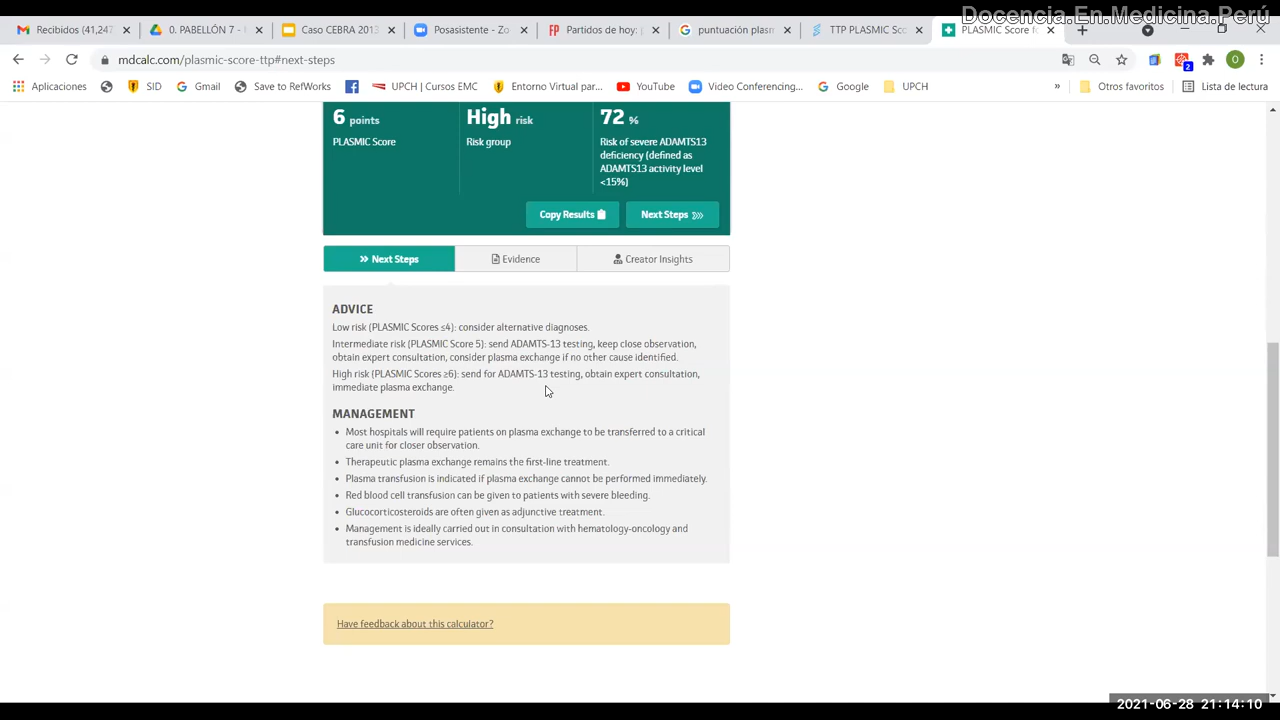 Docencia.En.Medicina.Perú
Recibidos (41,247
0. PABELLÓN 7
Caso CEBRA 2013
Posasistente - Zo
Partidos de hoy: p
puntuación plasm
TTP PLASMIC Sco
PLASMIC Score fo
mdcalc.com/plasmic-score-ttp#next-steps
2
O
Aplicaciones
SID
Gmail
Save to RefWorks
UPCH | Cursos EMC
Entorno Virtual par...
YouTube
Video Conferencing...
Google
UPCH
»
Otros favoritos
Lista de lectura
6 points
High risk
72 %
PLASMIC Score
Risk group
Risk of severe ADAMTS13
deficiency (defined as
ADAMTS13 activity level
<15%)
Copy Results
Next Steps
Next Steps
Evidence
Creator Insights
ADVICE
Low risk (PLASMIC Scores ≤4): consider alternative diagnoses.
Intermediate risk (PLASMIC Score 5): send ADAMTS-13 testing, keep close observation,
obtain expert consultation, consider plasma exchange if no other cause identified.
High risk (PLASMIC Scores ≥6): send for ADAMTS-13 testing, obtain expert consultation,
immediate plasma exchange.
MANAGEMENT
• Most hospitals will require patients on plasma exchange to be transferred to a critical
care unit for closer observation.
• Therapeutic plasma exchange remains the first-line treatment.
• Plasma transfusion is indicated if plasma exchange cannot be performed immediately.
• Red blood cell transfusion can be given to patients with severe bleeding.
• Glucocorticosteroids are often given as adjunctive treatment.
• Management is ideally carried out in consultation with hematology-oncology and
transfusion medicine services.
Have feedback about this calculator?
2021-06-28 21:14:10